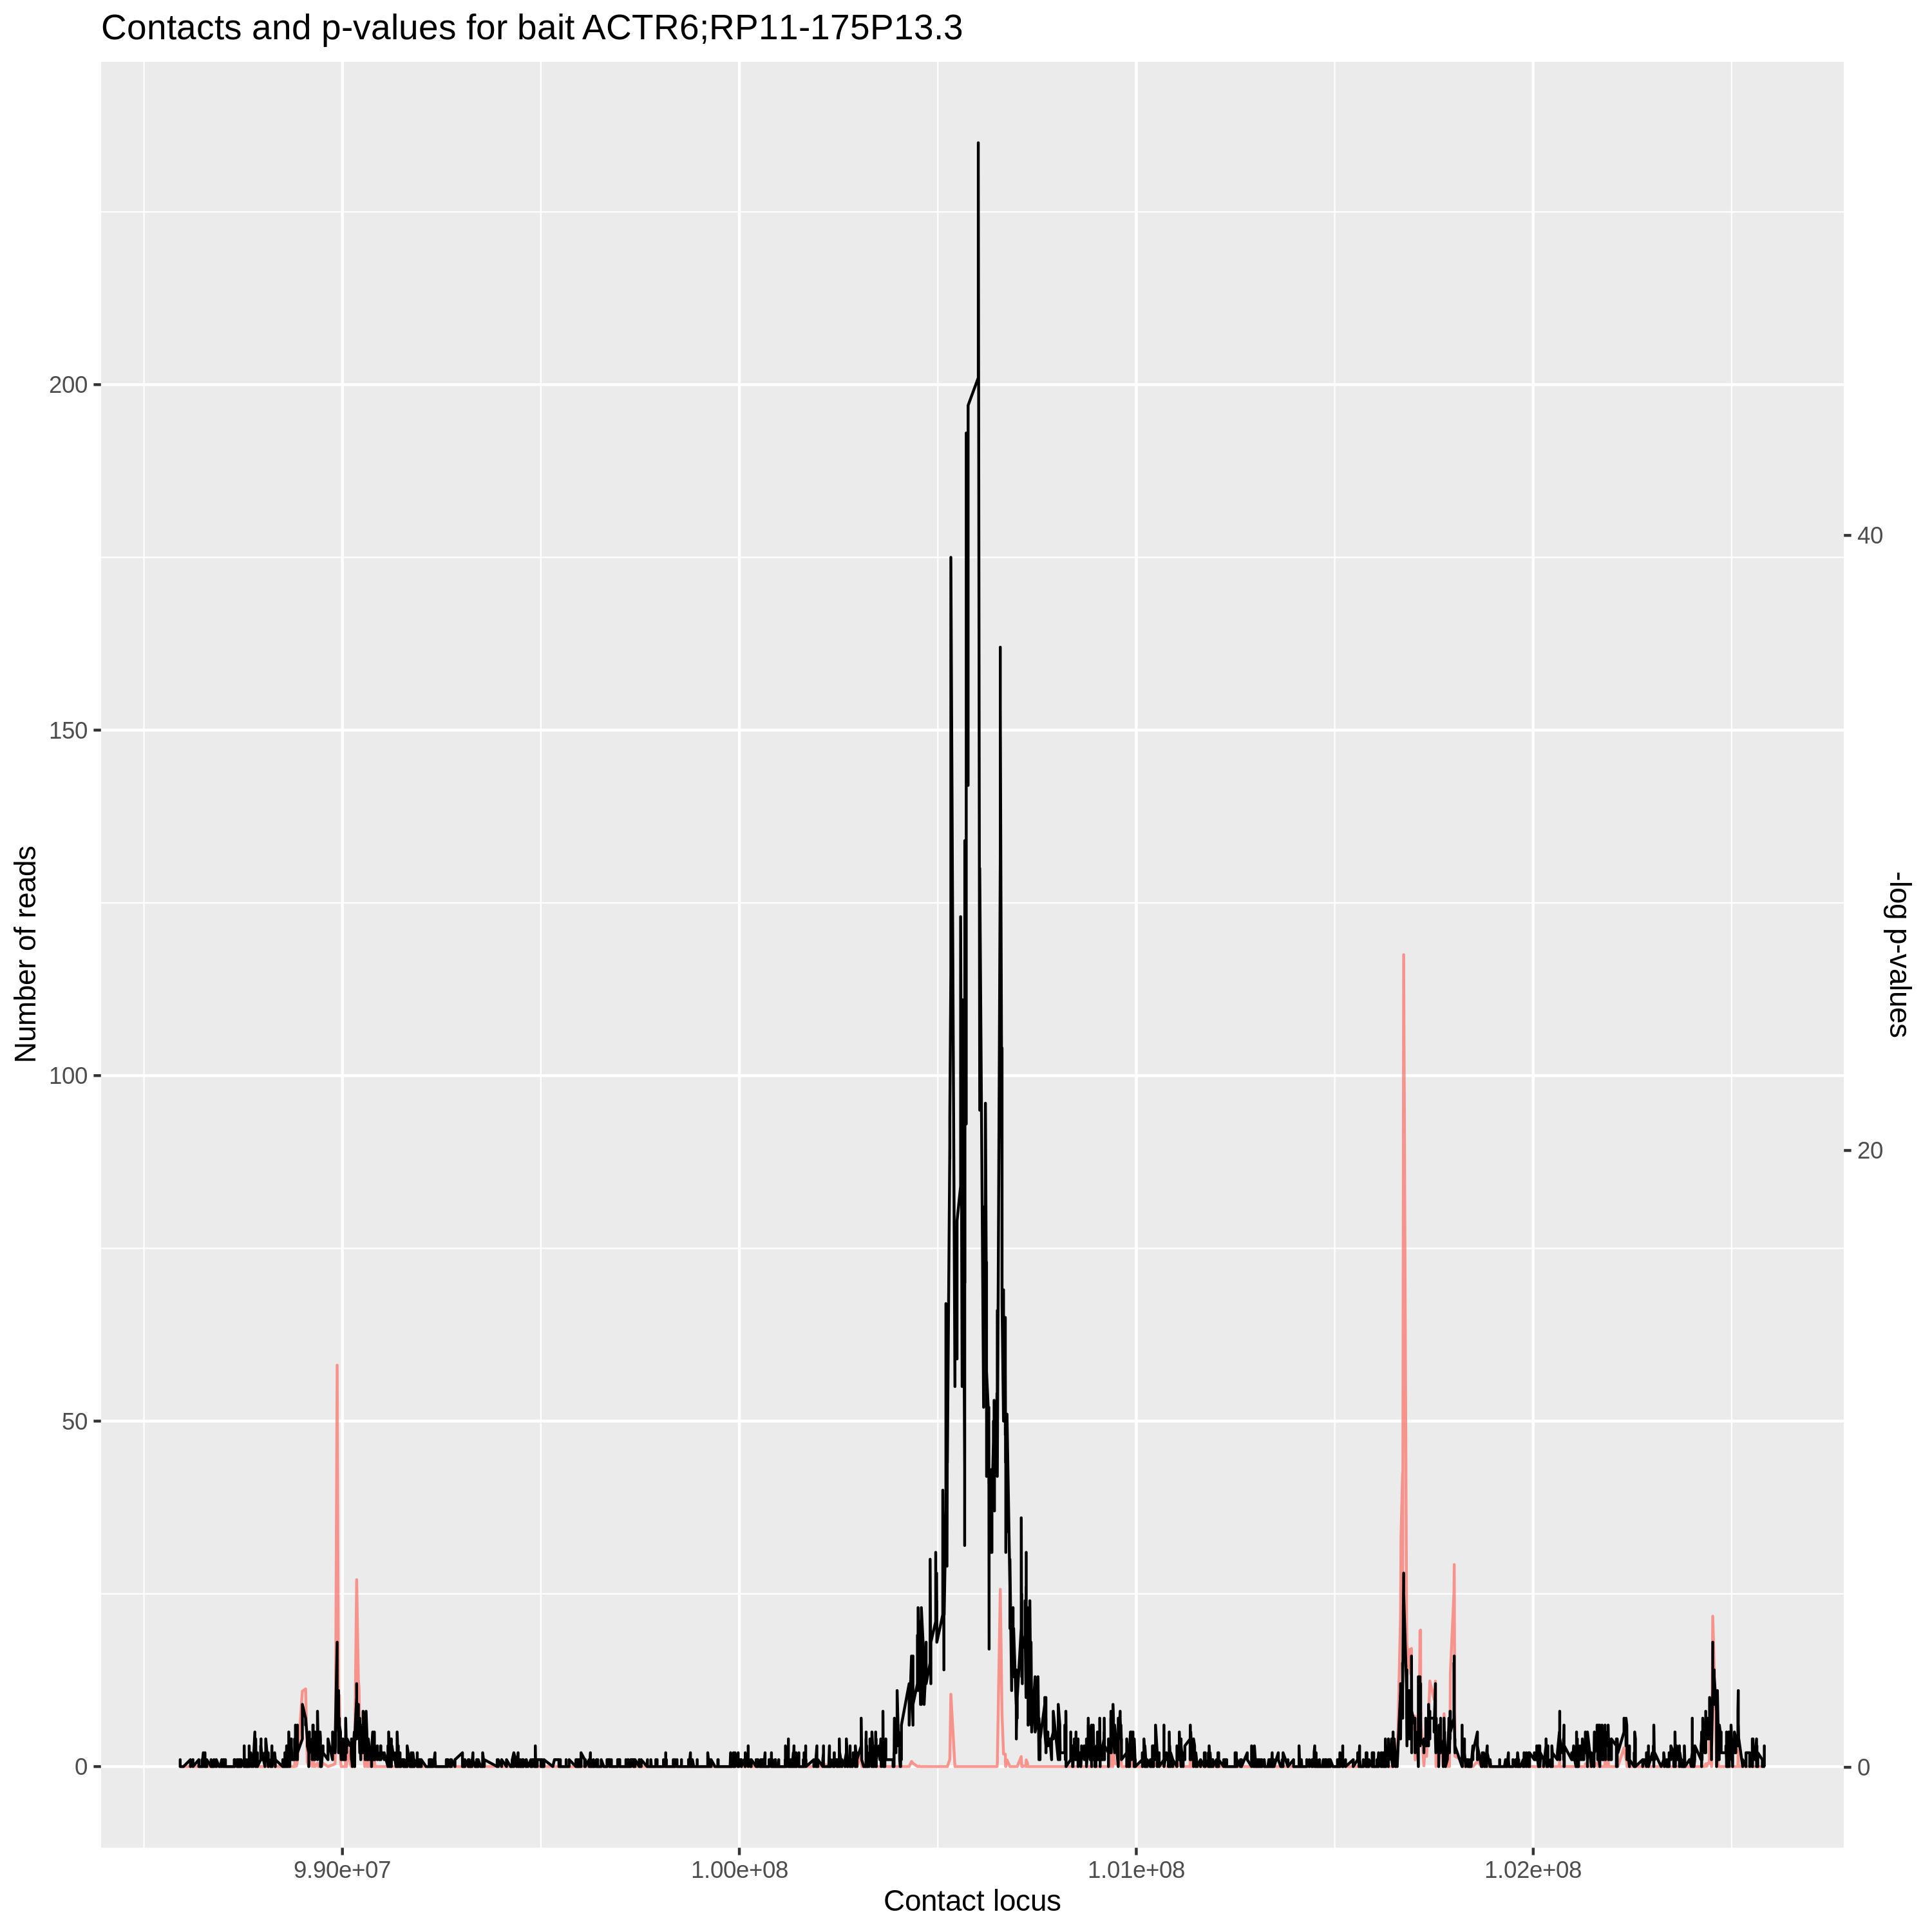 Contacts and p-values for bait ACTR6;RP11-175P13.3
200
150
100
50
0
Number of reads
40
20
0
-log p-values
9.90e+07
1.00e+08
1.01e+08
1.02e+08
Contact locus